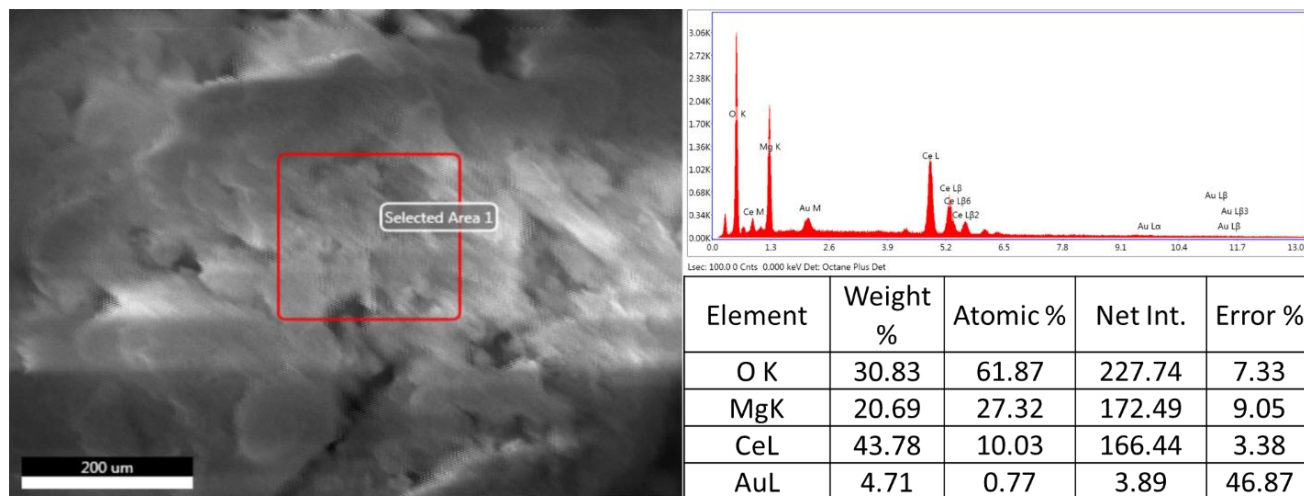 Selected Area 1
200 um
3.06K
2.72K
2.38K
2.04K
1.70K
1.36K
1.02K
0.68K
0.34K
0.00K
O K
Mg K
Ce M
Au M
Ce L
Ce Lβ
Ce Lβ6
Ce Lβ2
Au Lβ
Au Lβ3
Au Lα
Au Lβ
0.0 1.3 2.6 3.9 5.2 6.5 7.8 9.1 10.4 11.7 13.0
Lsec: 100.0 0 Cnts 0.000 keV Det: Octane Plus Det
Element Weight % Atomic % Net Int. Error %
O K 30.83 61.87 227.74 7.33
MgK 20.69 27.32 172.49 9.05
CeL 43.78 10.03 166.44 3.38
AuL 4.71 0.77 3.89 46.87